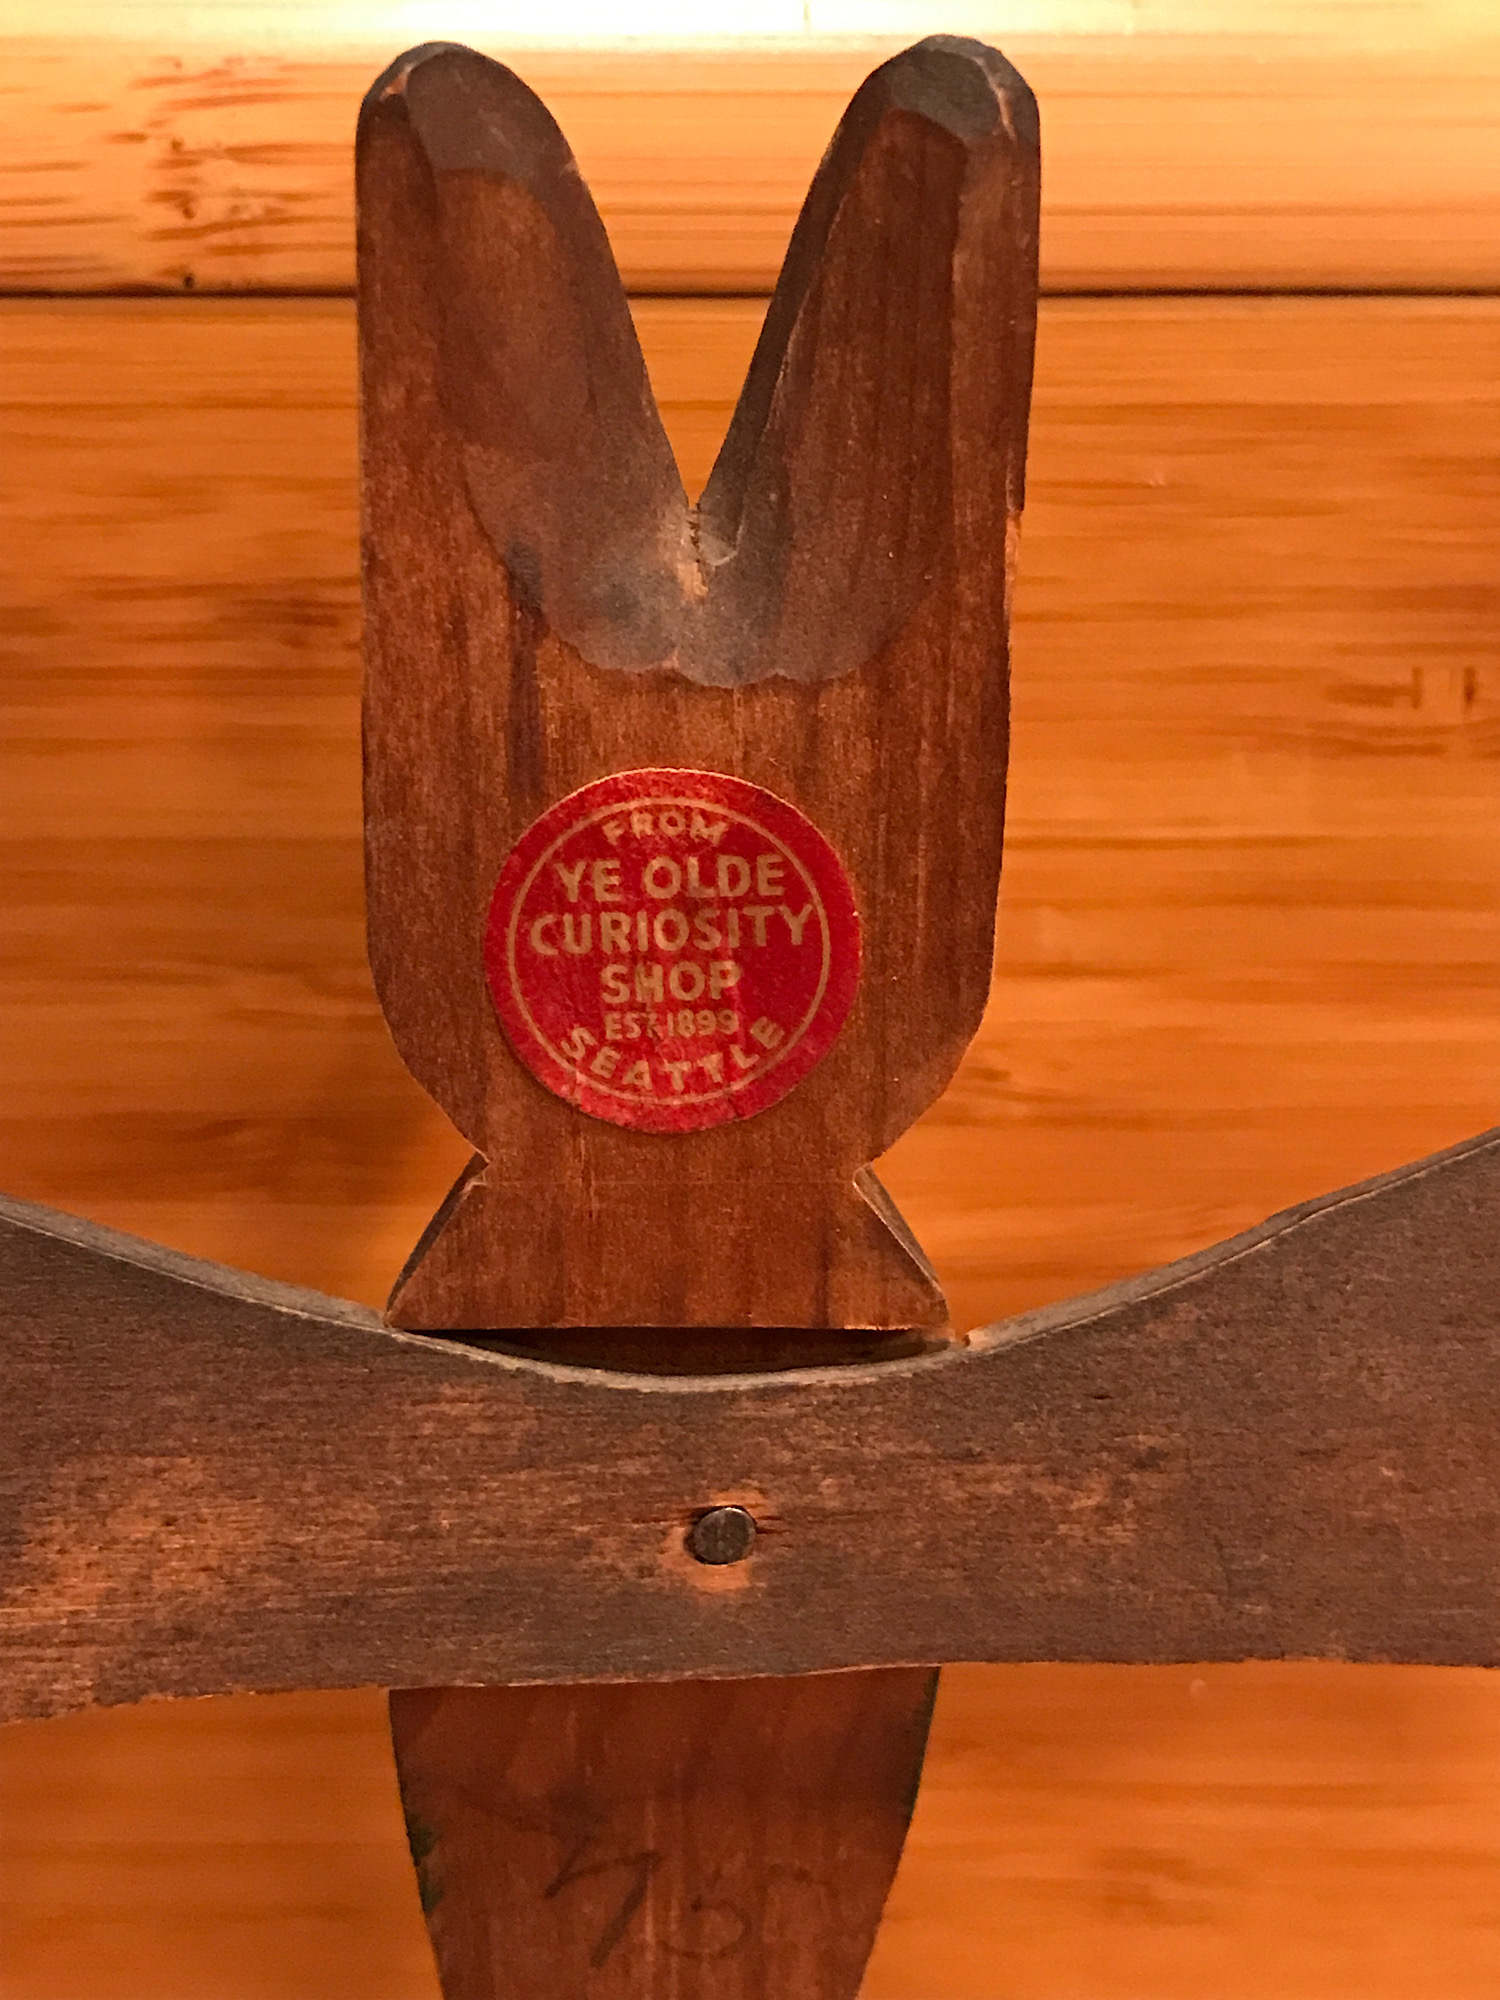 FROM
YE OLDE
CURIOSITY
SHOP
EST. 1899
SEATTLE